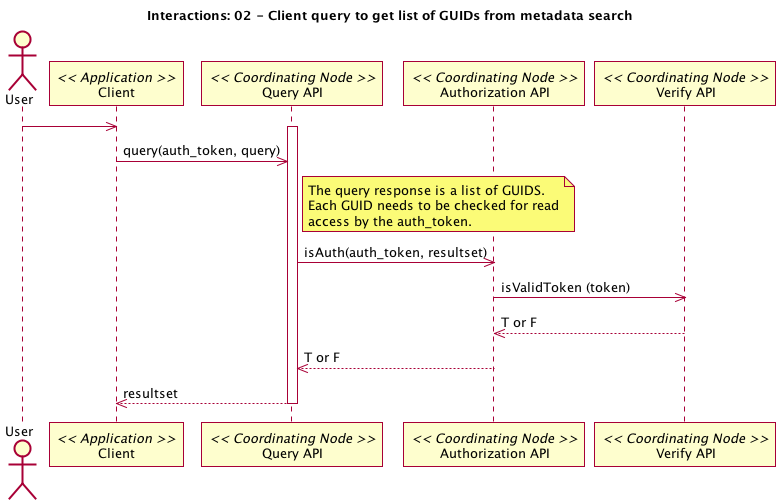 Interactions: 02 - Client query to get list of GUIDs from metadata search
User
<< Application >>
Client
<< Coordinating Node >>
Query API
<< Coordinating Node >>
Authorization API
<< Coordinating Node >>
Verify API
query(auth_token, query)
The query response is a list of GUIDS.
Each GUID needs to be checked for read
access by the auth_token.
isAuth(auth_token, resultset)
isValidToken (token)
T or F
T or F
resultset
User
<< Application >>
Client
<< Coordinating Node >>
Query API
<< Coordinating Node >>
Authorization API
<< Coordinating Node >>
Verify API